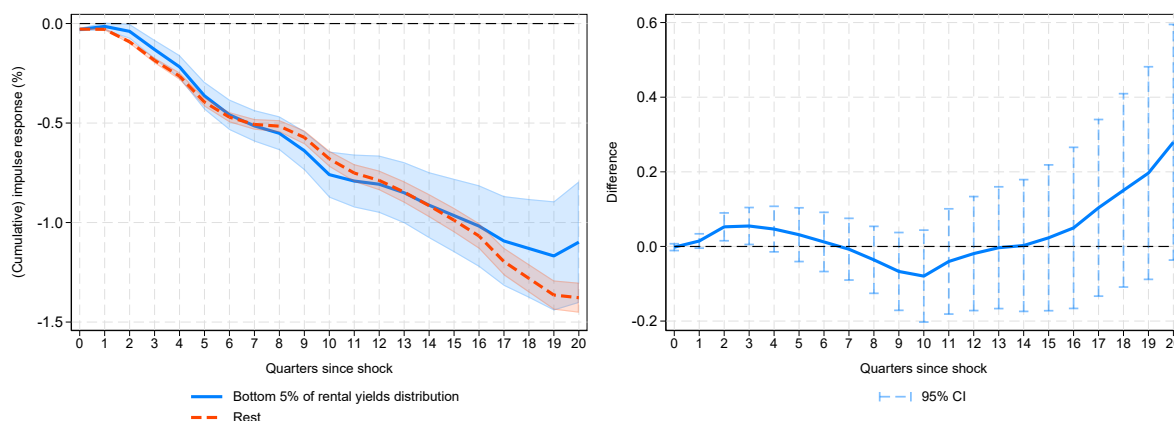 (Cumulative) impulse response (%)
0.0
-0.5
-1.0
-1.5
0 1 2 3 4 5 6 7 8 9 10 11 12 13 14 15 16 17 18 19 20
Quarters since shock
Bottom 5% of rental yields distribution
Rest
Difference
0.6
0.4
0.2
0.0
-0.2
0 1 2 3 4 5 6 7 8 9 10 11 12 13 14 15 16 17 18 19 20
Quarters since shock
95% CI